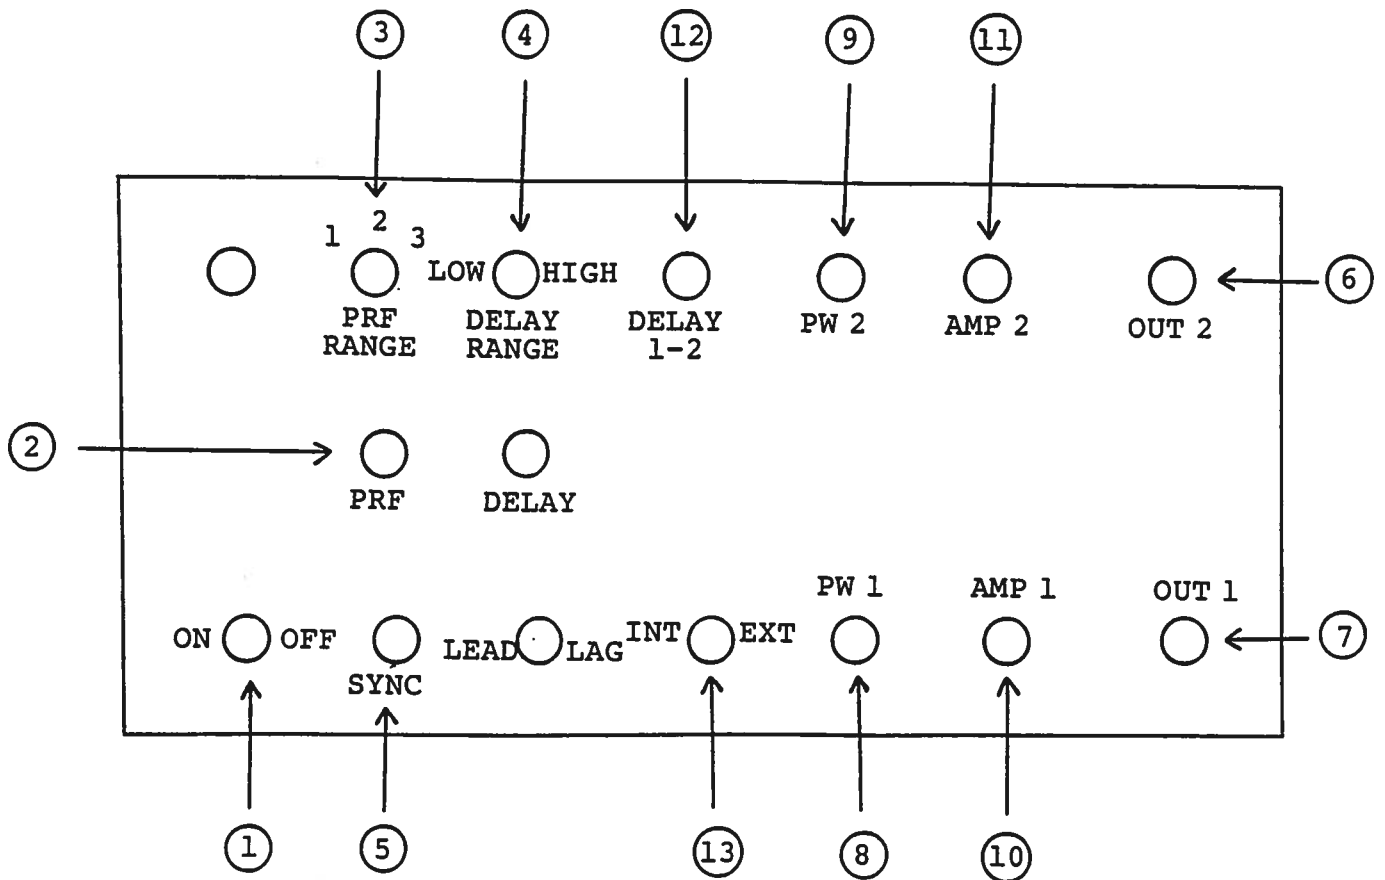 3 4 12 9 11
2
1 3
LOW HIGH
6
PRF DELAY DELAY PW 2 AMP 2 OUT 2
RANGE RANGE 1-2
2
PRF DELAY
PW 1 AMP 1 OUT 1
ON OFF LEAD LAG INT EXT
7
SYNC
1 5 13 8 10